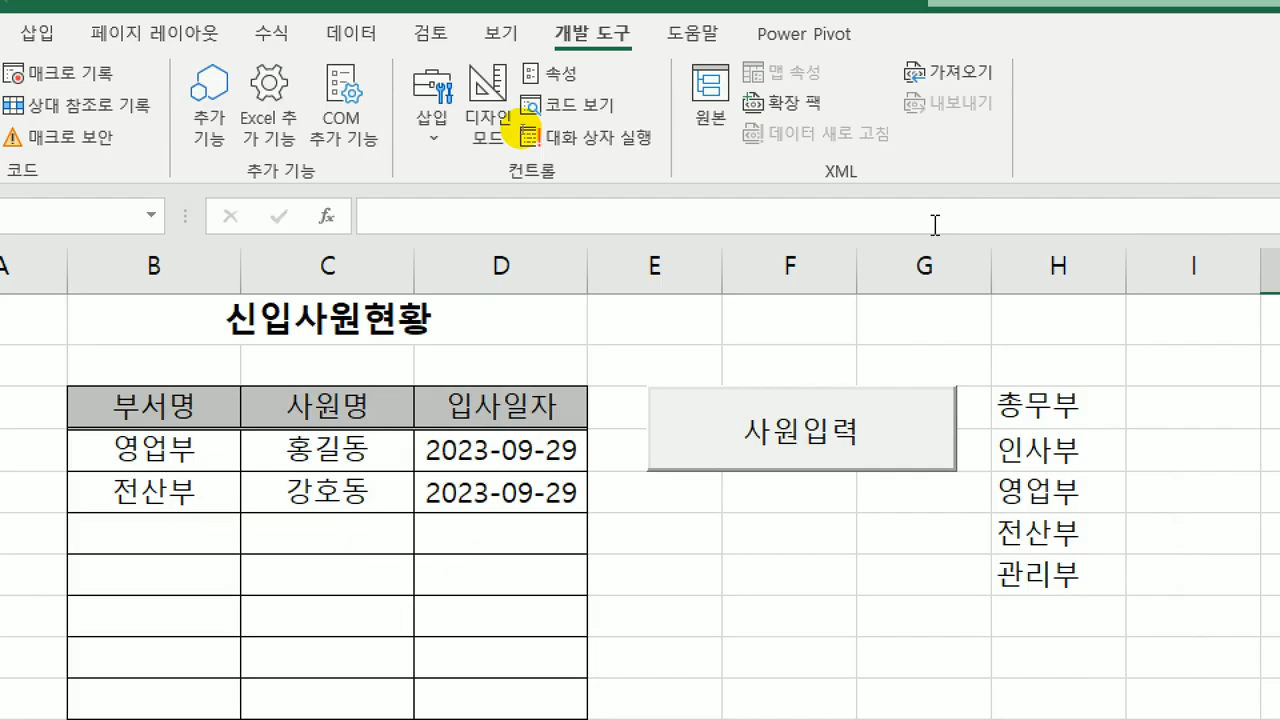 삽입 페이지 레이아웃 수식 데이터 검토 보기 개발 도구 도움말 Power Pivot
매크로 기록
상대 참조로 기록
매크로 보안
코드
추가 기능
Excel 추가 기능
COM 추가 기능
추가 기능
삽입
디자인 모드
속성
코드 보기
대화 상자 실행
컨트롤
원본
맵 속성
확장 팩
데이터 새로 고침
가져오기
내보내기
XML
fx
A B C D E F G H I
신입사원현황
부서명 사원명 입사일자
영업부 홍길동 2023-09-29
전산부 강호동 2023-09-29
사원입력
총무부
인사부
영업부
전산부
관리부